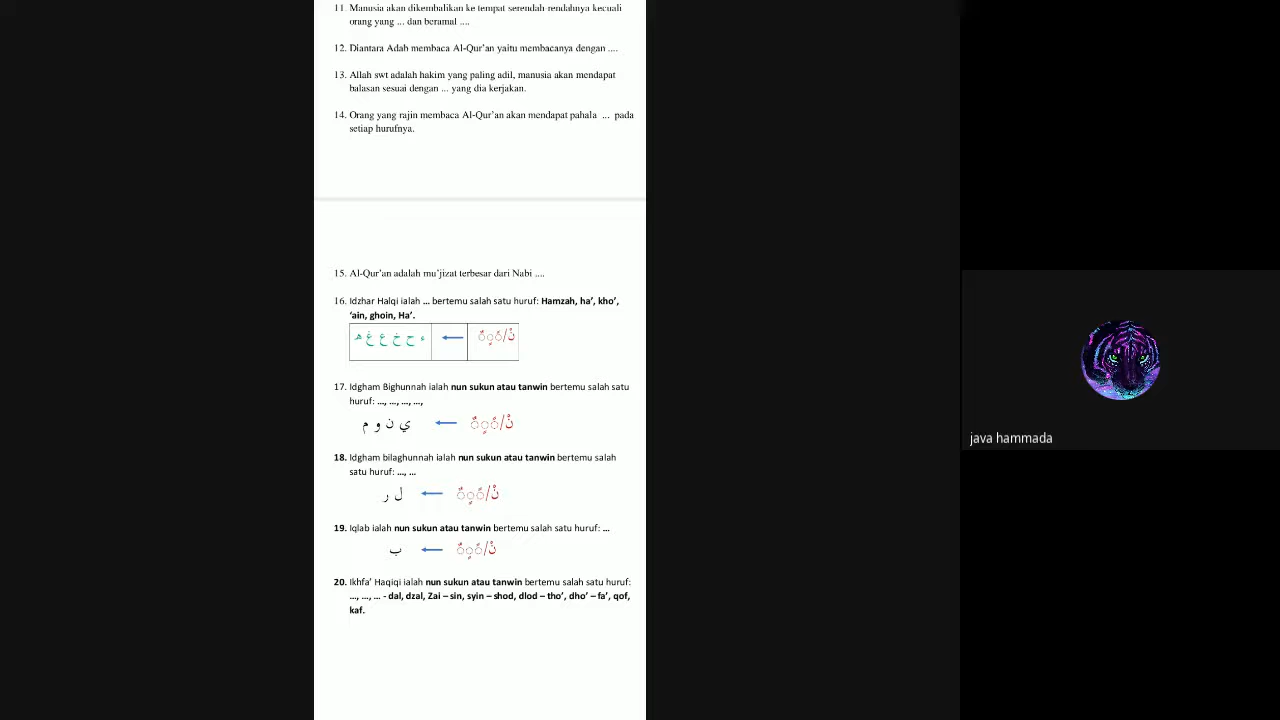 11. Manusia akan dikembalikan ke tempat serendah-rendahnya kecuali
orang yang ... dan beramal ....
12. Diantara Adab membaca Al-Qur'an yaitu membacanya dengan ....
13. Allah swt adalah hakim yang paling adil, manusia akan mendapat
balasan sesuai dengan ... yang dia kerjakan.
14. Orang yang rajin membaca Al-Qur'an akan mendapat pahala ... pada
setiap hurufnya.
15. Al-Qur'an adalah mu'jizat terbesar dari Nabi ....
16. Idzhar Halqi ialah ... bertemu salah satu huruf: Hamzah, ha', kho',
'ain, ghoin, Ha'.
نْ/ ًٍ ٌ ← ء ح خ ع غ ه
17. Idgham Bighunnah ialah nun sukun atau tanwin bertemu salah satu
huruf: ..., ..., ..., ...,
نْ/ ًٍ ٌ ← ي ن و م
18. Idgham bilaghunnah ialah nun sukun atau tanwin bertemu salah
satu huruf: ..., ...
نْ/ ًٍ ٌ ← ل ر
19. Iqlab ialah nun sukun atau tanwin bertemu salah satu huruf: ...
نْ/ ًٍ ٌ ← ب
20. Ikhfa' Haqiqi ialah nun sukun atau tanwin bertemu salah satu huruf:
..., ..., ... - dal, dzal, Zai – sin, syin – shod, dlod – tho', dho' – fa', qof,
kaf.
java hammada